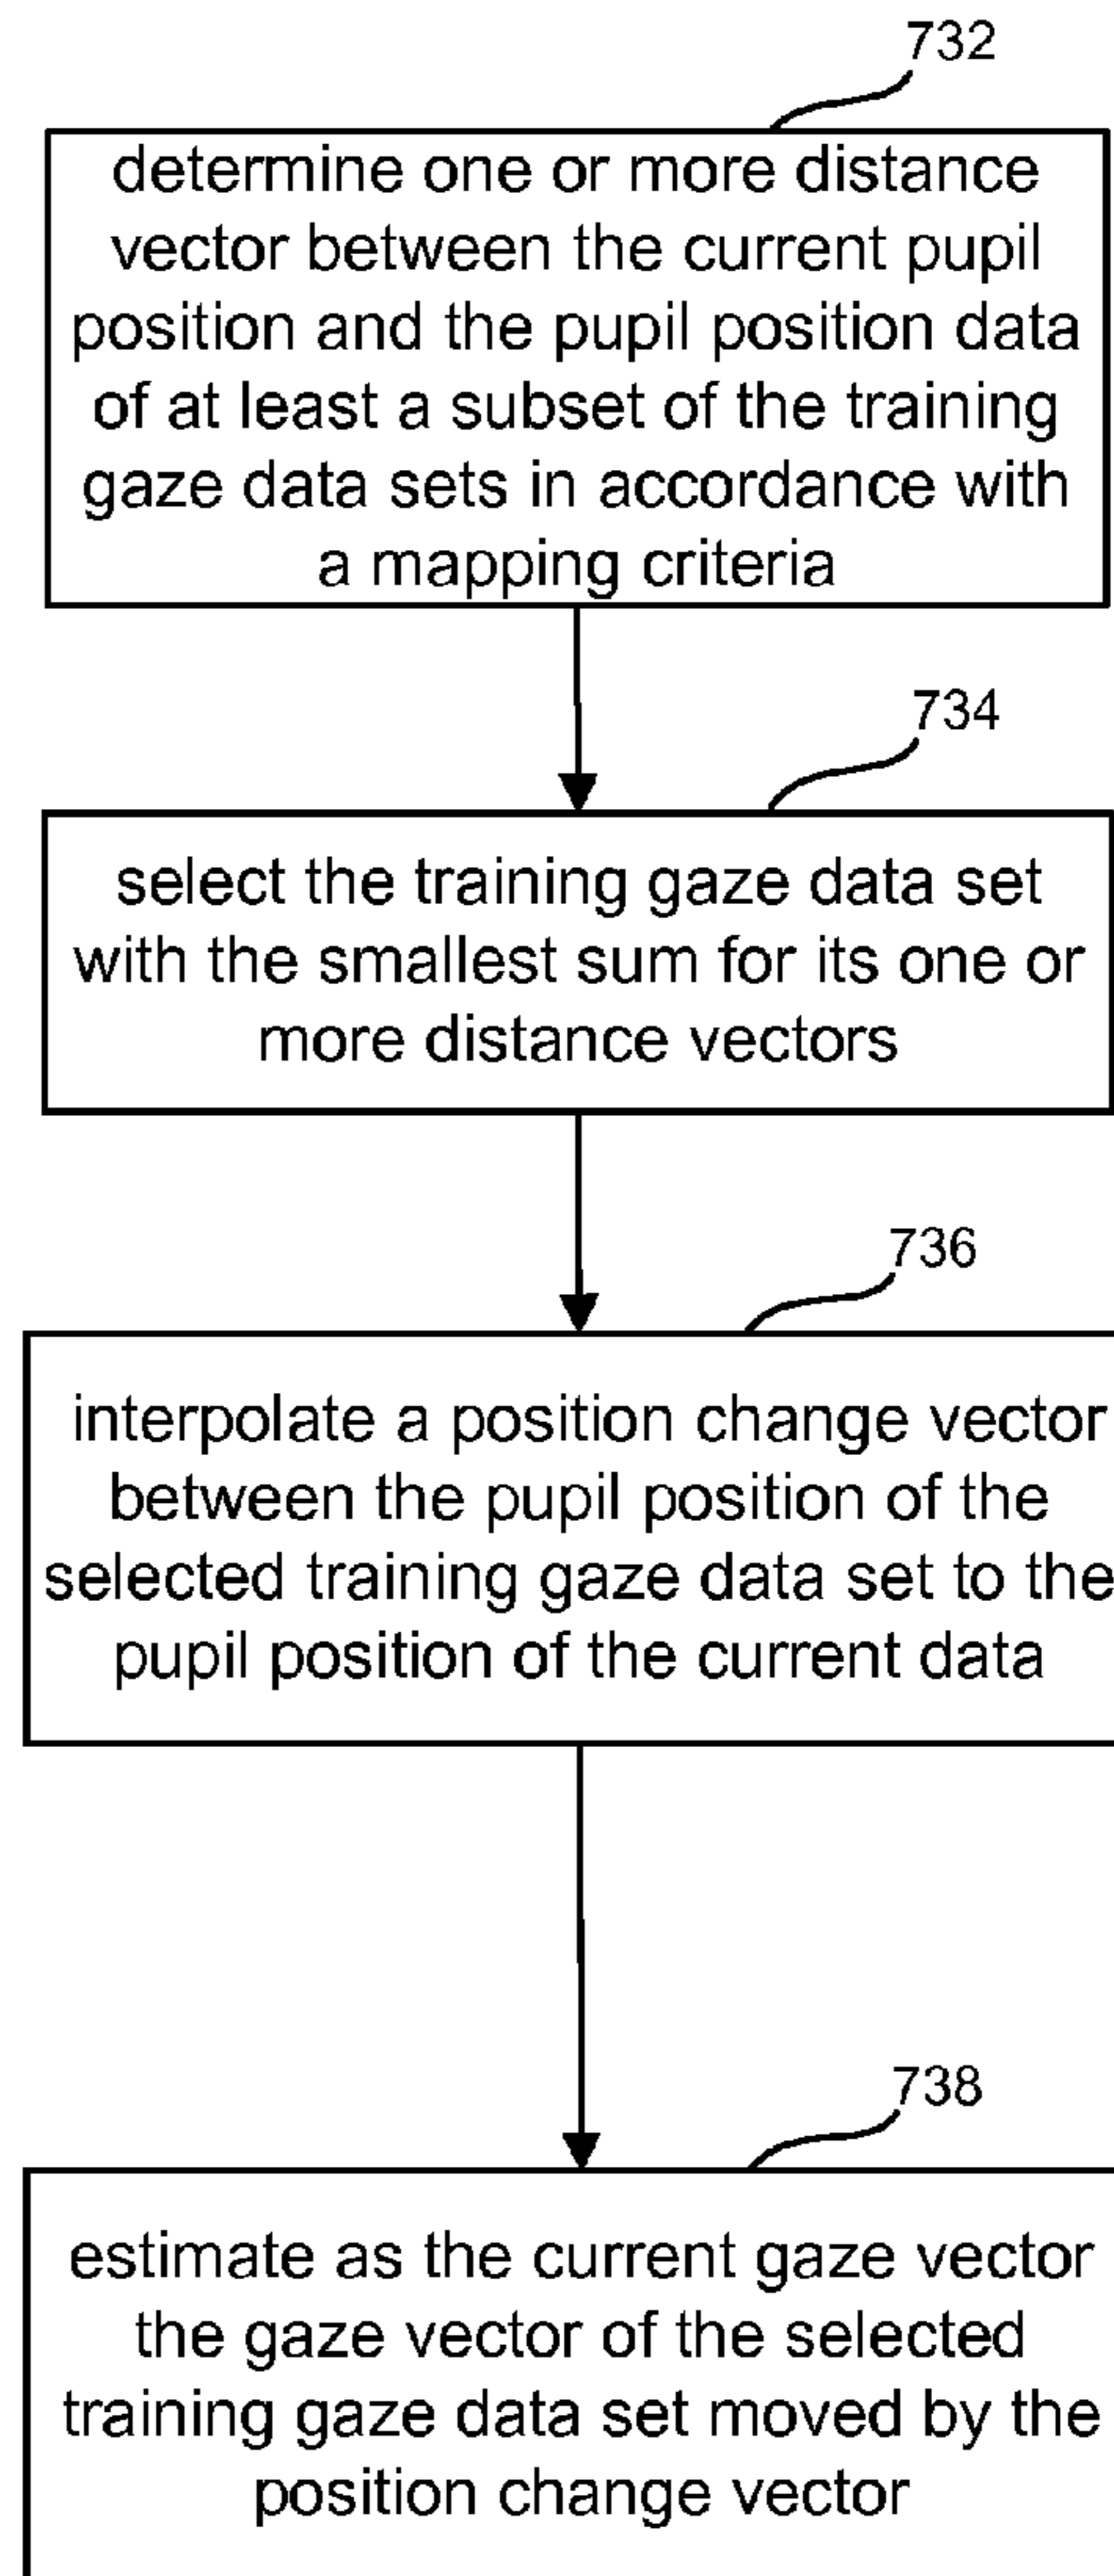 732
determine one or more distance
vector between the current pupil
position and the pupil position data
of at least a subset of the training
gaze data sets in accordance with
a mapping criteria
734
select the training gaze data set
with the smallest sum for its one or
more distance vectors
736
interpolate a position change vector
between the pupil position of the
selected training gaze data set to the
pupil position of the current data
738
estimate as the current gaze vector
the gaze vector of the selected
training gaze data set moved by the
position change vector